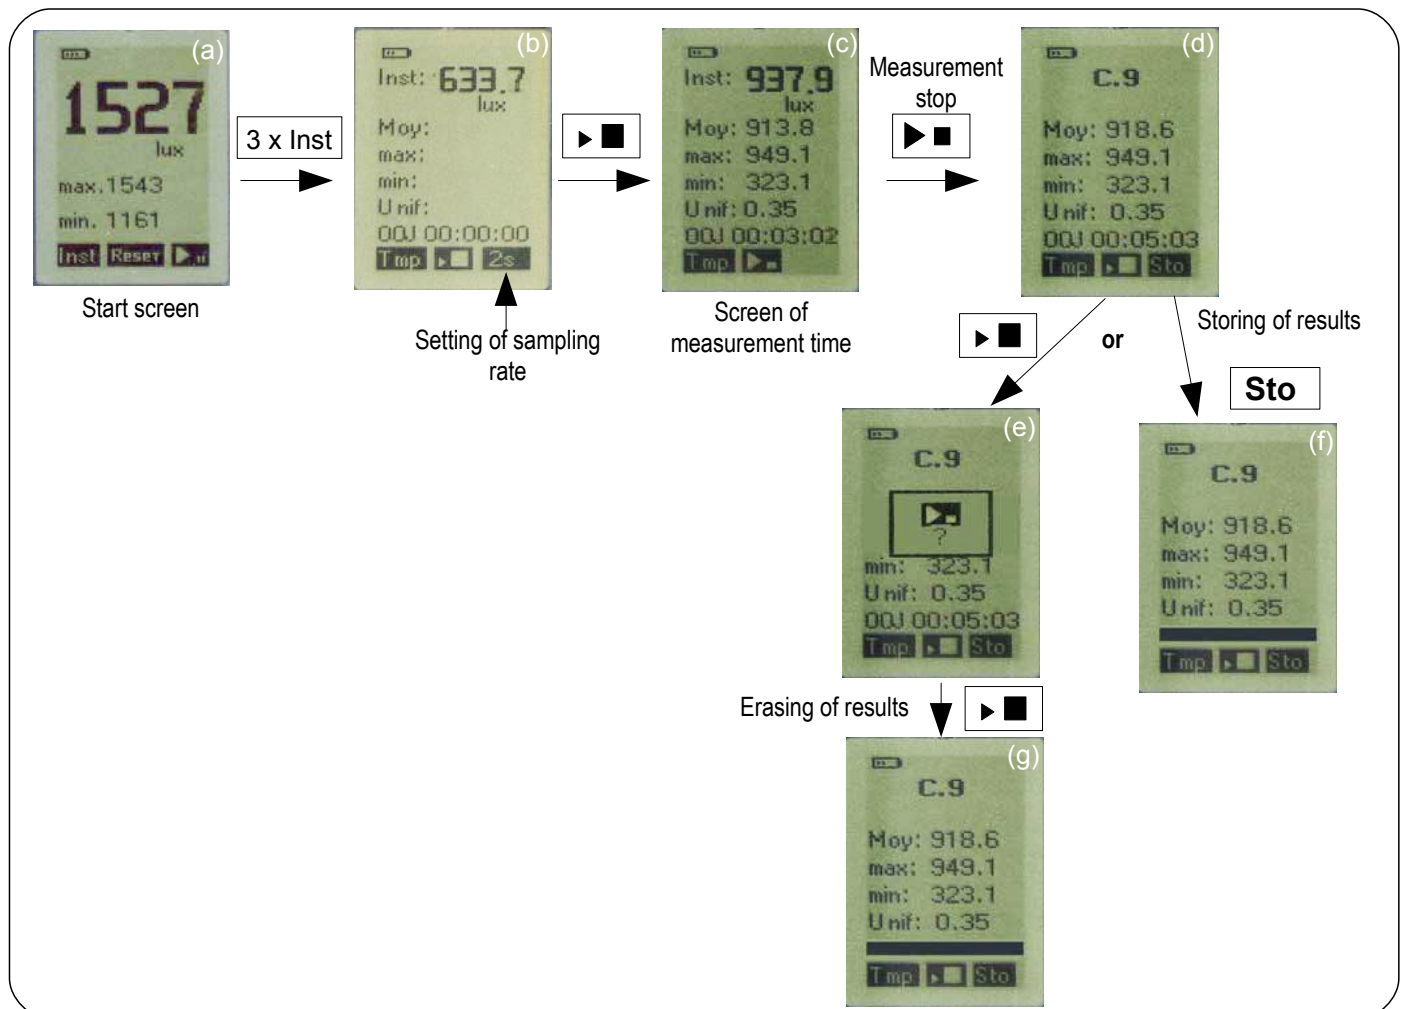 (a)
1527
lux
max.1543
min. 1161
Inst Reset
Start screen
3 x Inst
(b)
Inst: 633.7
lux
Moy:
max:
min:
Unif:
00J 00:00:00
Tmp 2s
Setting of sampling
rate
(c)
Inst: 937.9
lux
Moy: 913.8
max: 949.1
min: 323.1
Unif: 0.35
00J 00:03:02
Tmp
Screen of
measurement time
Measurement
stop
(d)
C.9
Moy: 918.6
max: 949.1
min: 323.1
Unif: 0.35
00J 00:05:03
Tmp Sto
or
Storing of results
Sto
(e)
C.9
?
min: 323.1
Unif: 0.35
00J 00:05:03
Tmp Sto
(f)
C.9
Moy: 918.6
max: 949.1
min: 323.1
Unif: 0.35
Tmp Sto
Erasing of results
(g)
C.9
Moy: 918.6
max: 949.1
min: 323.1
Unif: 0.35
Tmp Sto